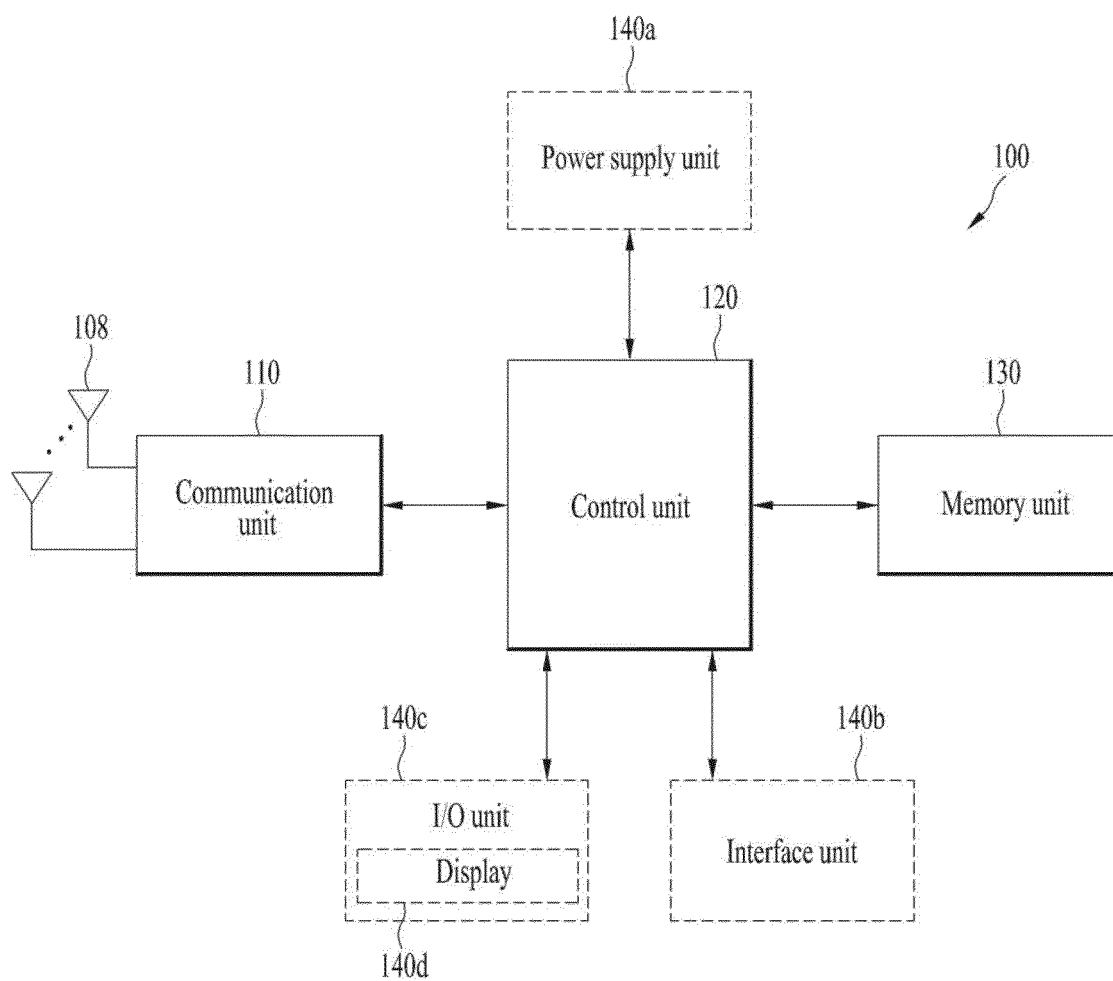 140a
Power supply unit
100
120
108
110
130
Communication
unit
Control unit
Memory unit
140c
140b
I/O unit
Display
Interface unit
140d